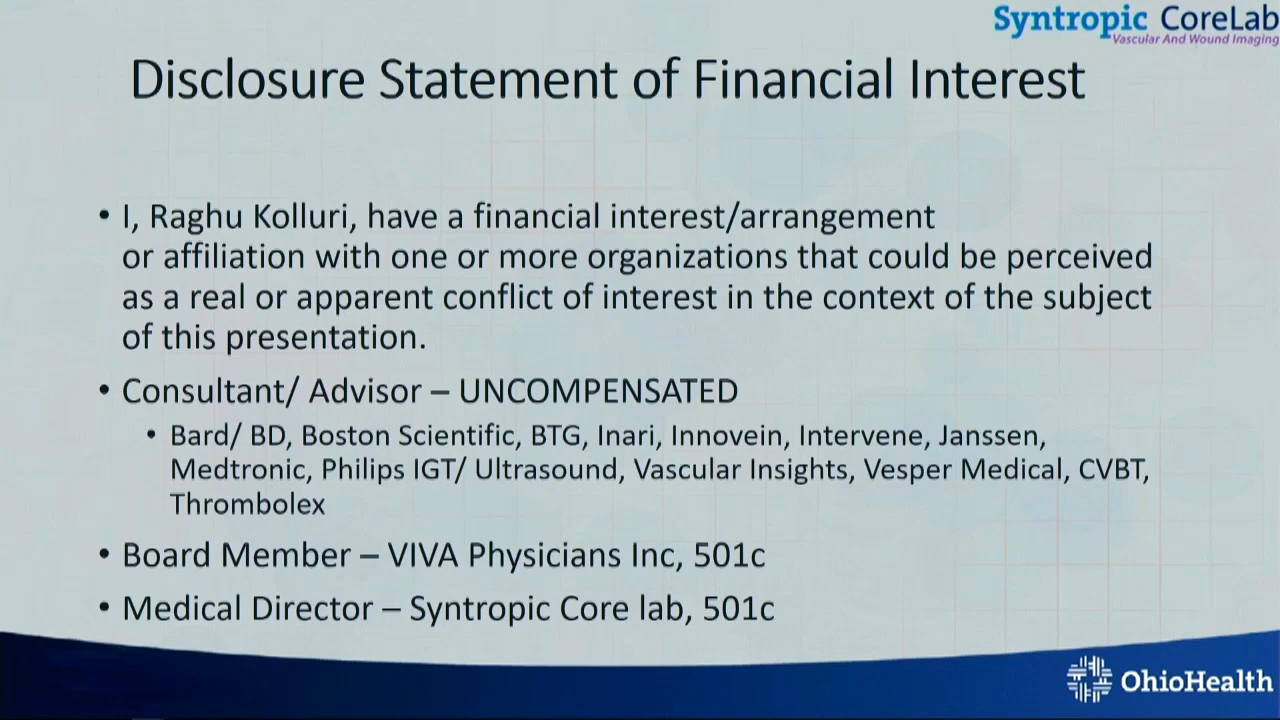 Syntropic CoreLab
Vascular And Wound Imaging
Disclosure Statement of Financial Interest
• I, Raghu Kolluri, have a financial interest/arrangement
or affiliation with one or more organizations that could be perceived
as a real or apparent conflict of interest in the context of the subject
of this presentation.
• Consultant/ Advisor – UNCOMPENSATED
• Bard/ BD, Boston Scientific, BTG, Inari, Innovein, Intervene, Janssen,
Medtronic, Philips IGT/ Ultrasound, Vascular Insights, Vesper Medical, CVBT,
Thrombolex
• Board Member – VIVA Physicians Inc, 501c
• Medical Director – Syntropic Core lab, 501c
OhioHealth